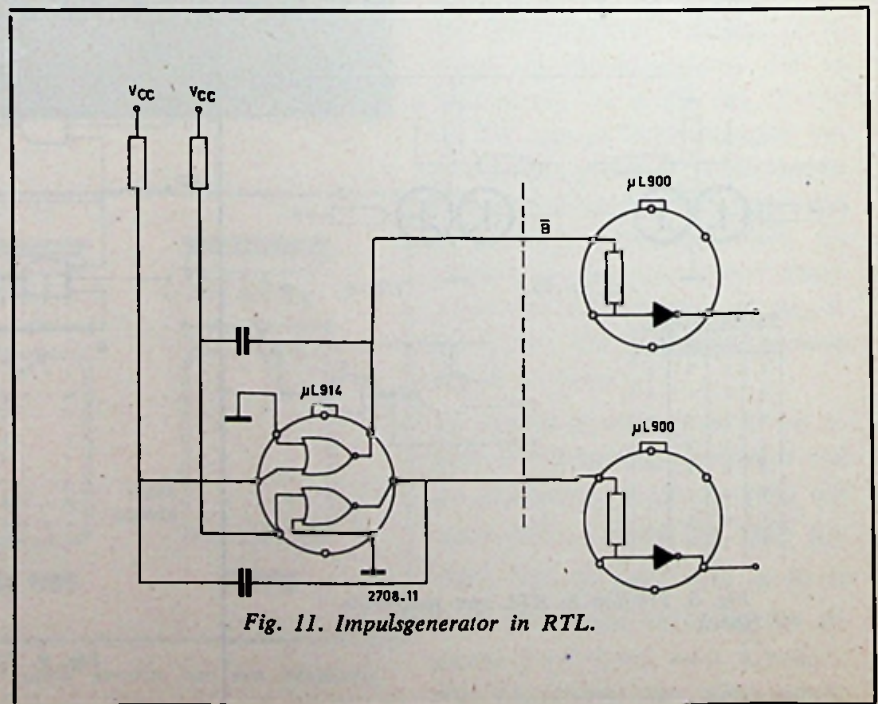 VCC VCC
µL900
B̅
µL914
µL900
2708.11
Fig. 11. Impulsgenerator in RTL.